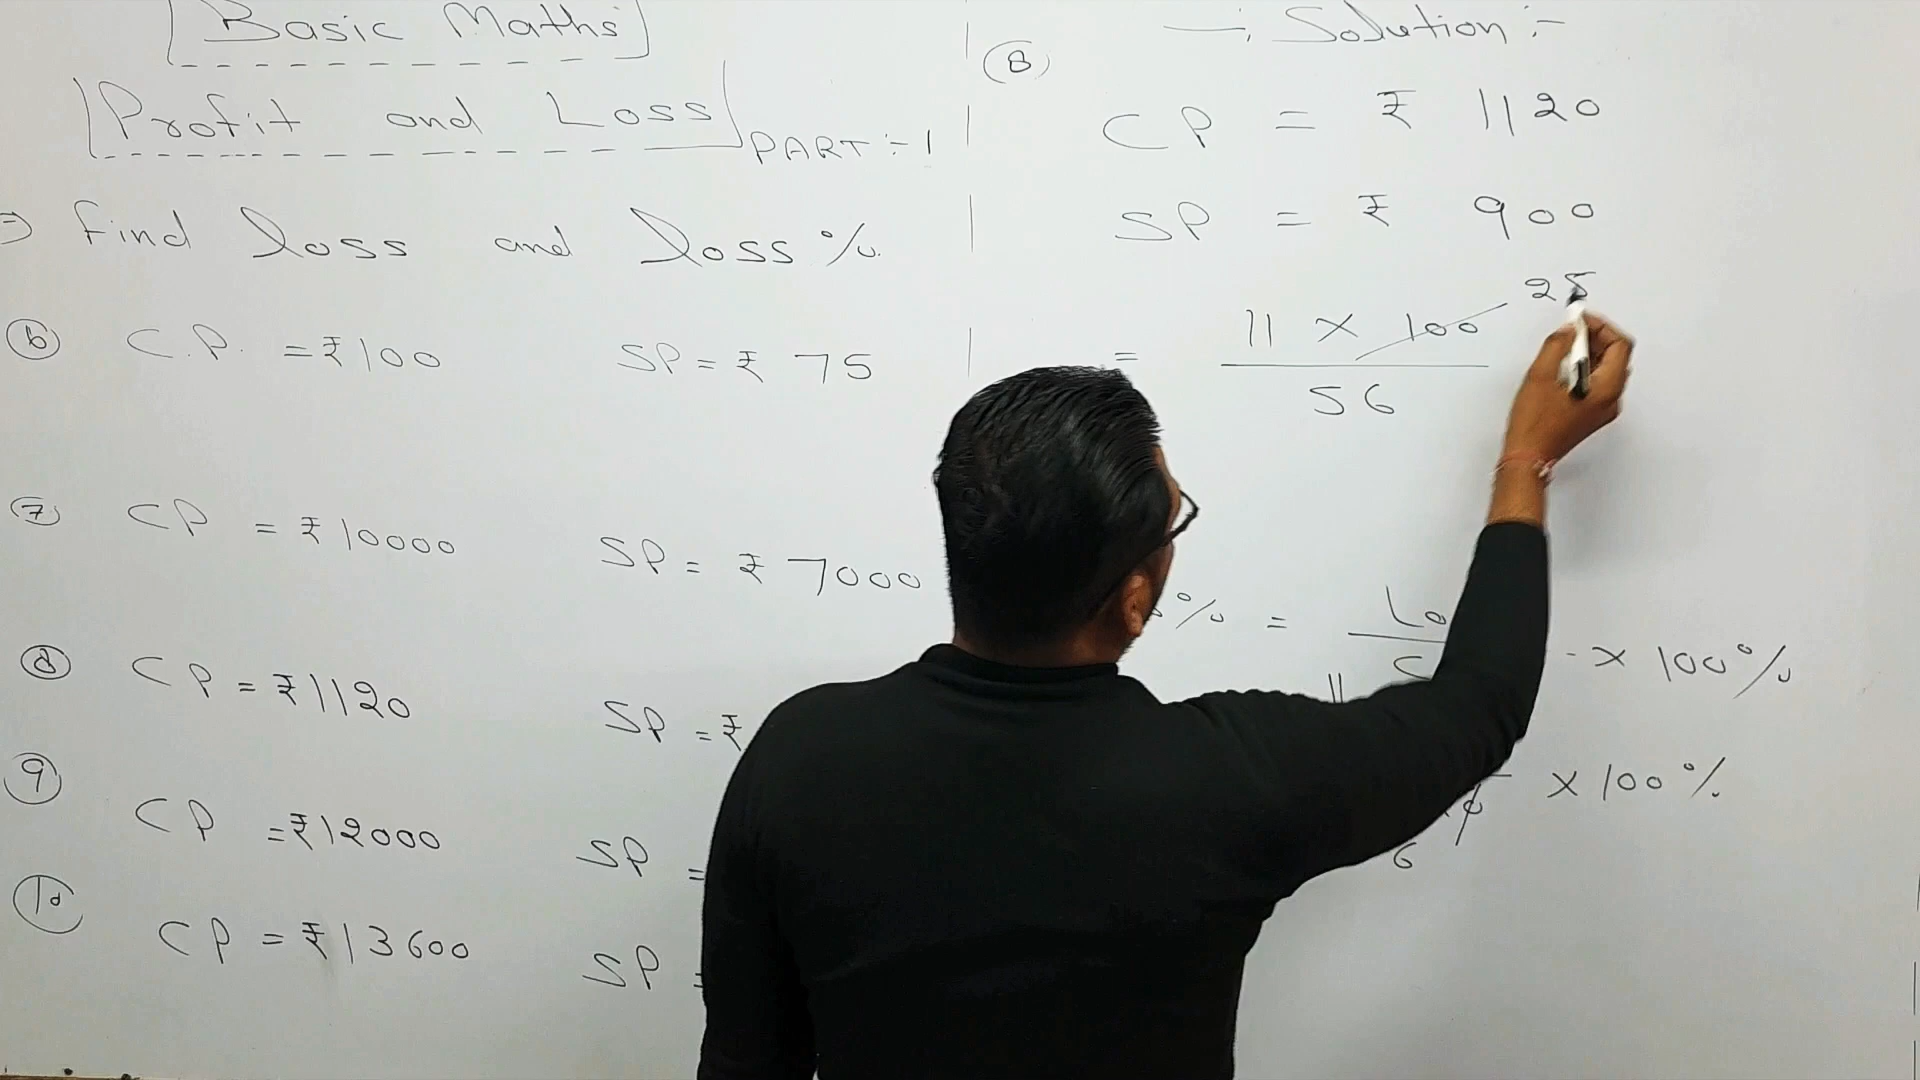 Basic Maths
Profit and Loss PART:-1
⇒ Find loss and loss %
(6) C.P. = ₹100 SP = ₹ 75
(7) CP = ₹10000 SP = ₹ 7000
(8) CP = ₹1120 SP = ₹
(9) CP = ₹12000 SP =
(10) CP = ₹13600 SP =
(8) —: Solution :-
CP = ₹ 1120
SP = ₹ 900
25
= 11 × 100
56
% = Lo
× 100%
11
× 100%
6